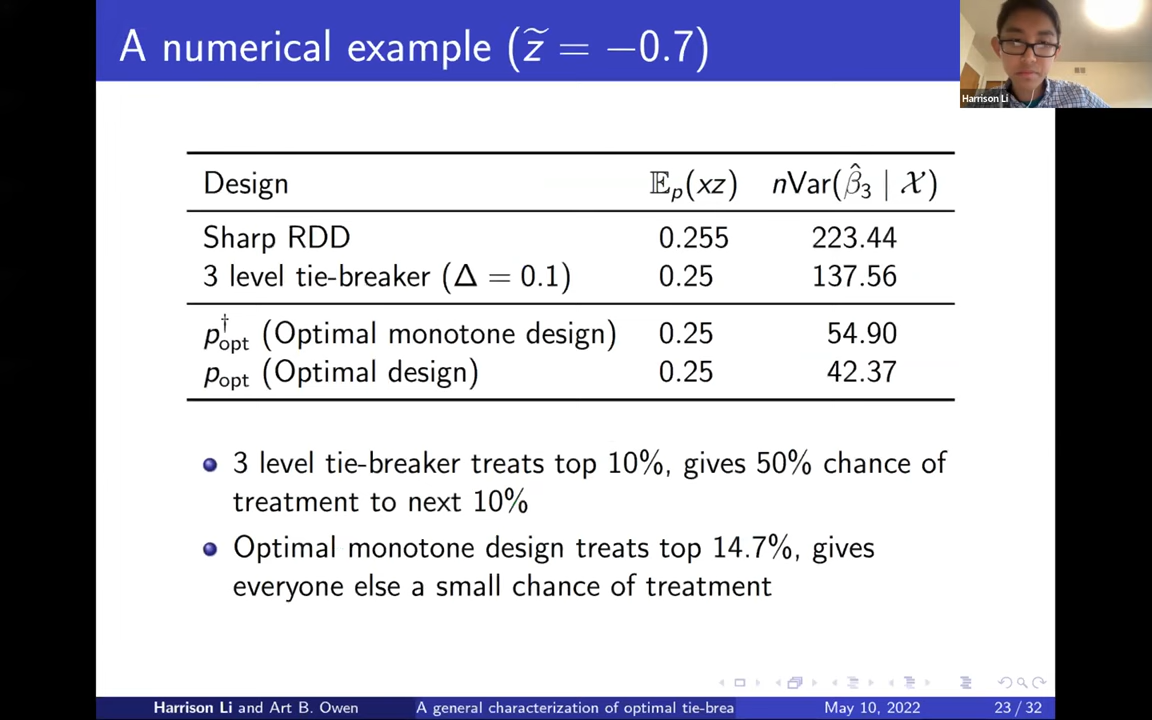 A numerical example (z̃ = −0.7)
Harrison Li
Design 𝔼ₚ(xz) nVar(β̂₃ | 𝒳)
Sharp RDD 0.255 223.44
3 level tie-breaker (Δ = 0.1) 0.25 137.56
p†opt (Optimal monotone design) 0.25 54.90
popt (Optimal design) 0.25 42.37
3 level tie-breaker treats top 10%, gives 50% chance of
treatment to next 10%
Optimal monotone design treats top 14.7%, gives
everyone else a small chance of treatment
Harrison Li and Art B. Owen A general characterization of optimal tie-brea May 10, 2022 23 / 32